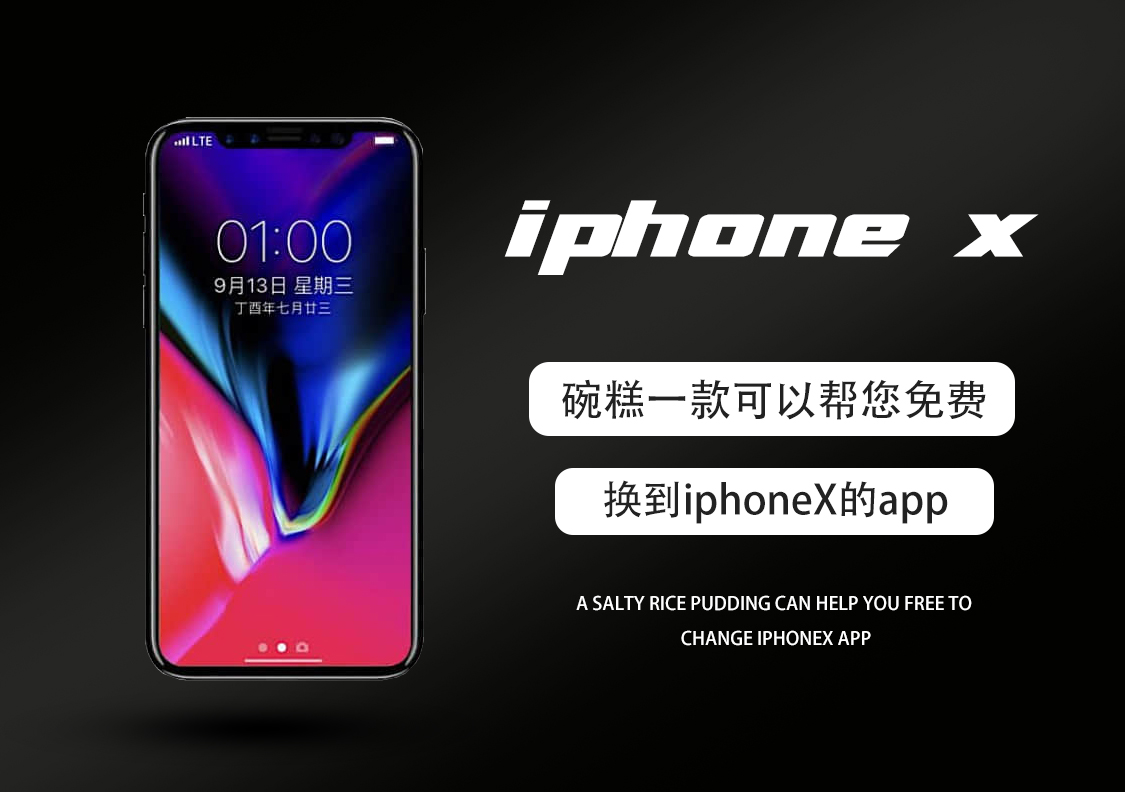 LTE
01:00
9月13日 星期三
丁酉年七月廿三
iphone x
碗糕一款可以帮您免费
换到iphoneX的app
A SALTY RICE PUDDING CAN HELP YOU FREE TO
CHANGE IPHONEX APP